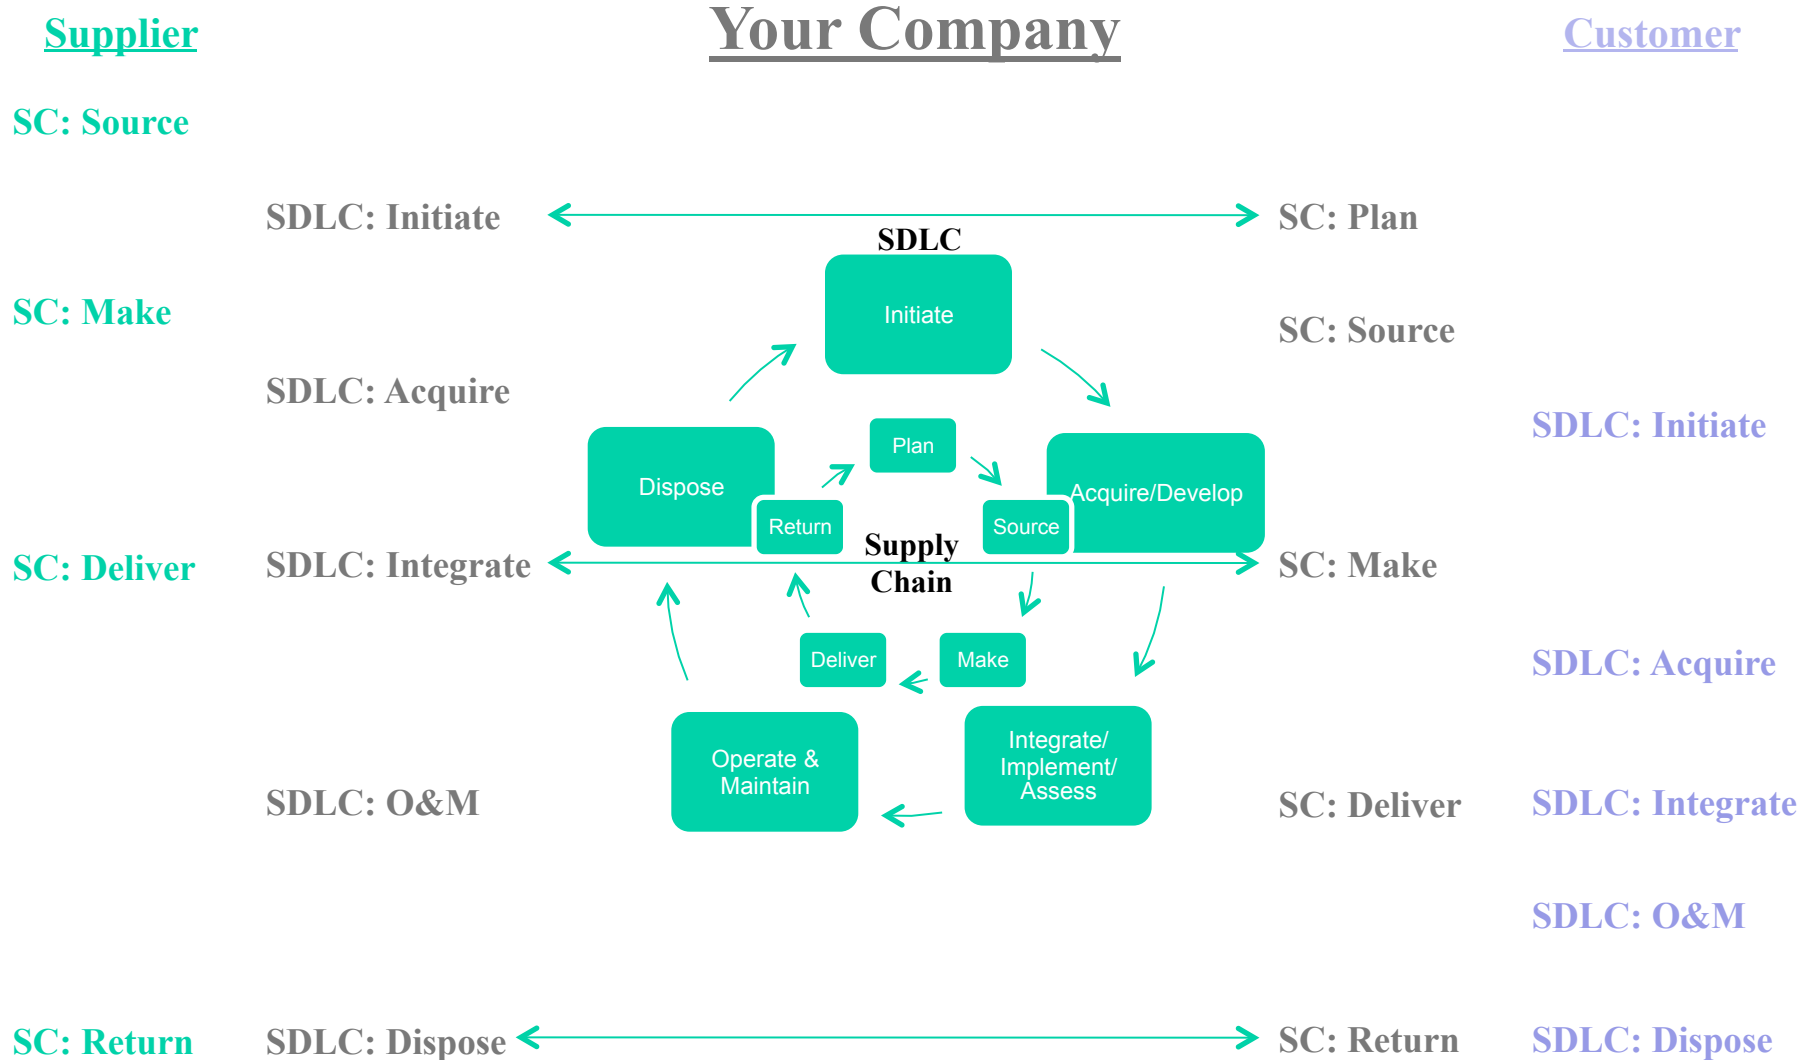 Supplier
Your Company
Customer
SC: Source
SDLC: Initiate
SC: Plan
SDLC
SC: Make
Initiate
SC: Source
SDLC: Acquire
SDLC: Initiate
Plan
Dispose
Acquire/Develop
Return
Source
Supply
Chain
SC: Deliver
SDLC: Integrate
SC: Make
Deliver
Make
SDLC: Acquire
Operate &
Maintain
Integrate/
Implement/
Assess
SDLC: O&M
SC: Deliver
SDLC: Integrate
SDLC: O&M
SC: Return
SDLC: Dispose
SC: Return
SDLC: Dispose